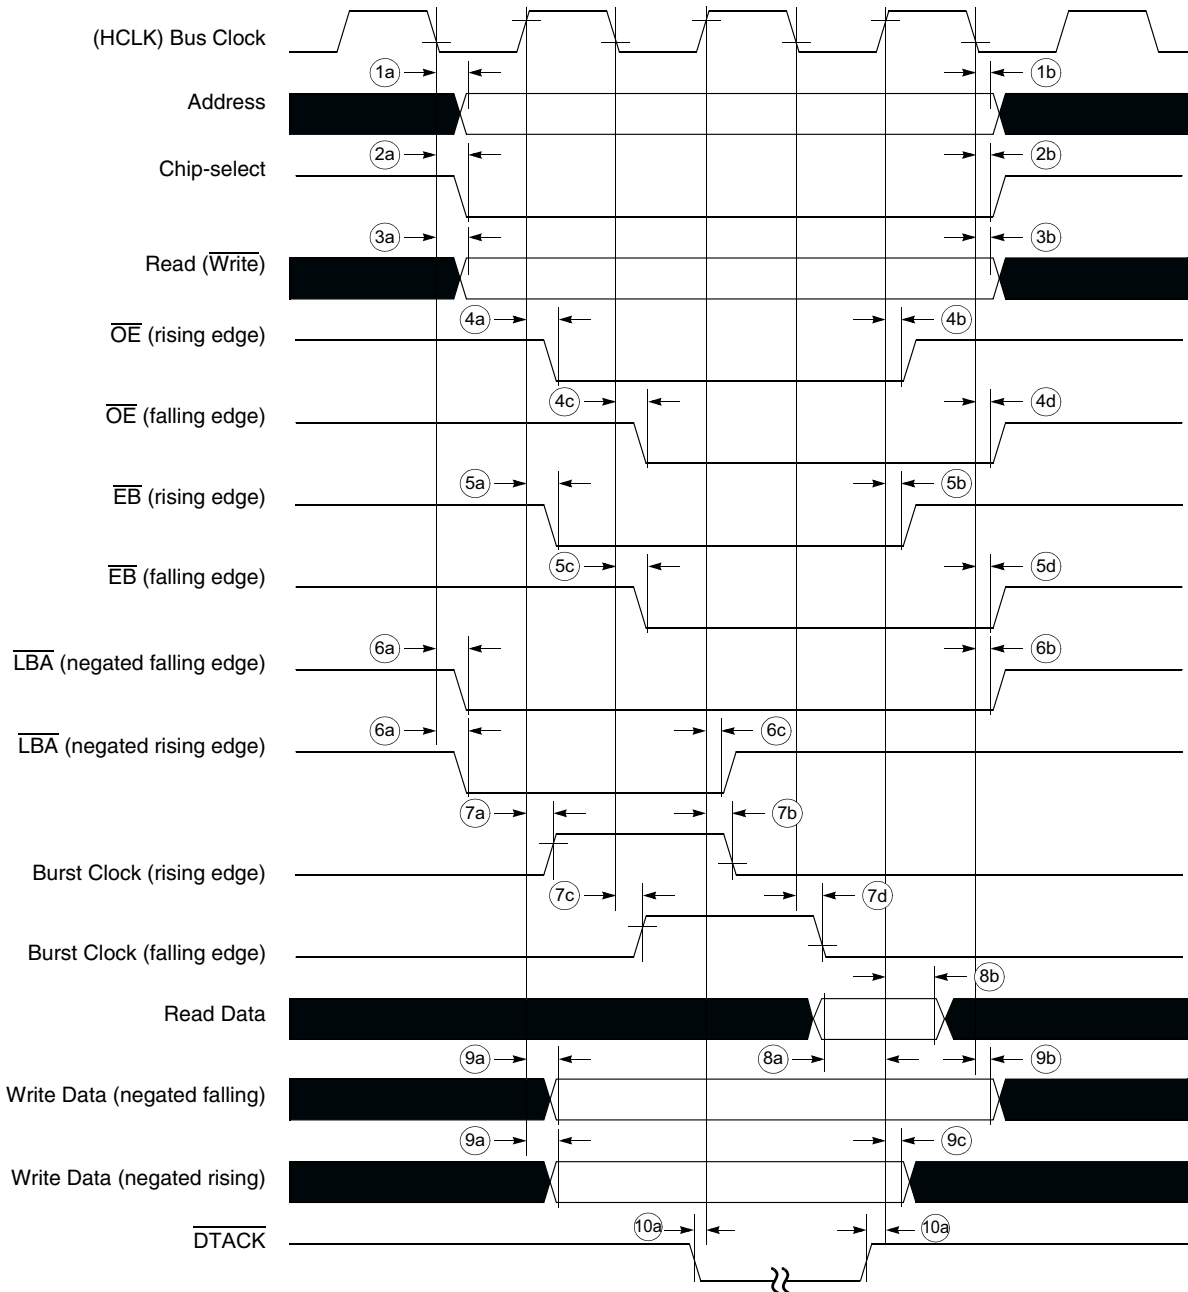 (HCLK) Bus Clock
1a
1b
Address
2a
2b
Chip-select
3a
3b
Read (Write)
4a
4b
OE (rising edge)
4c
4d
OE (falling edge)
5a
5b
EB (rising edge)
5c
5d
EB (falling edge)
6a
6b
LBA (negated falling edge)
6a
6c
LBA (negated rising edge)
7a
7b
Burst Clock (rising edge)
7c
7d
Burst Clock (falling edge)
8b
Read Data
9a
8a
9b
Write Data (negated falling)
9a
9c
Write Data (negated rising)
10a
10a
DTACK